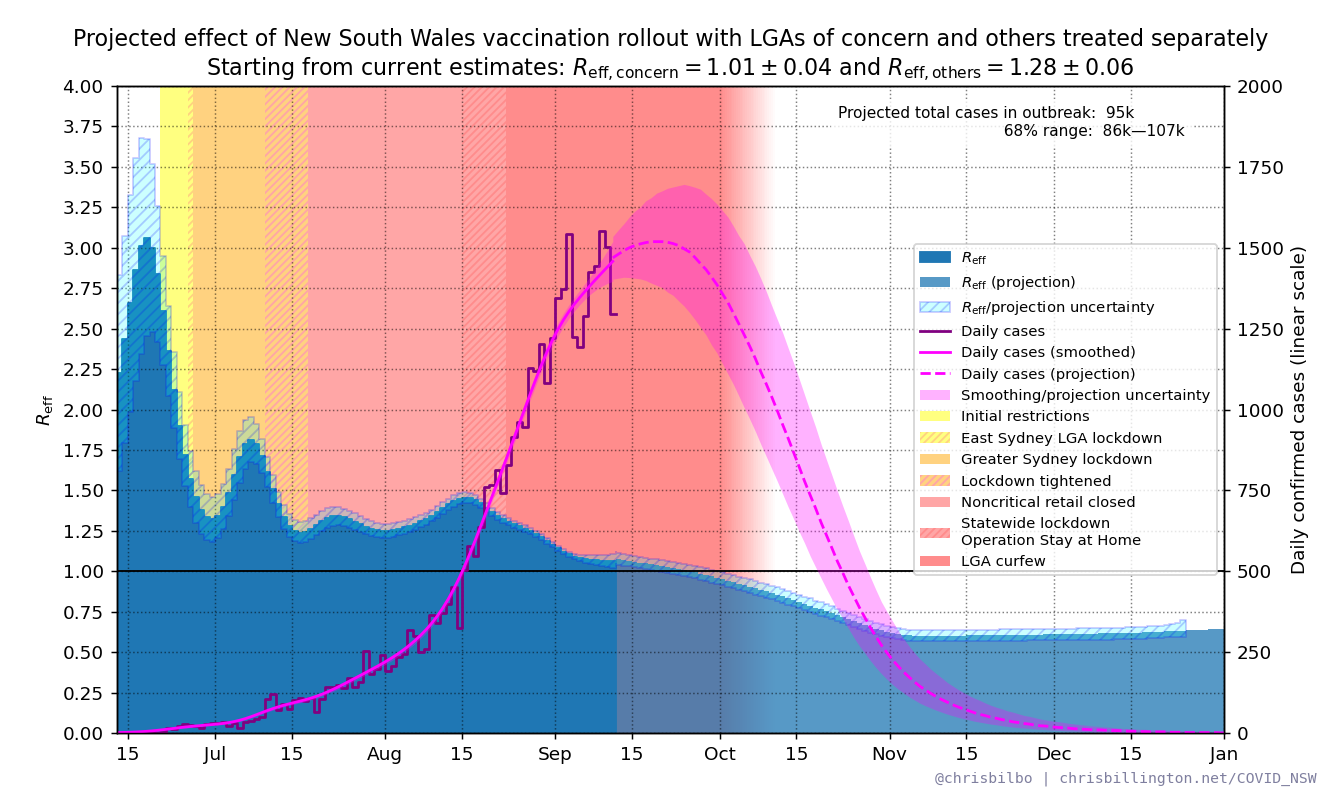 Projected effect of New South Wales vaccination rollout with LGAs of concern and others treated separately
Starting from current estimates: R_eff, concern = 1.01 ± 0.04 and R_eff, others = 1.28 ± 0.06
Projected total cases in outbreak: 95k
68% range: 86k—107k
4.00
3.75
3.50
3.25
3.00
2.75
2.50
2.25
2.00
1.75
1.50
1.25
1.00
0.75
0.50
0.25
0.00
R_eff
2000
1750
1500
1250
1000
750
500
250
0
Daily confirmed cases (linear scale)
R_eff
R_eff (projection)
R_eff/projection uncertainty
Daily cases
Daily cases (smoothed)
Daily cases (projection)
Smoothing/projection uncertainty
Initial restrictions
East Sydney LGA lockdown
Greater Sydney lockdown
Lockdown tightened
Noncritical retail closed
Statewide lockdown
Operation Stay at Home
LGA curfew
15 Jul 15 Aug 15 Sep 15 Oct 15 Nov 15 Dec 15 Jan
@chrisbilbo | chrisbillington.net/COVID_NSW